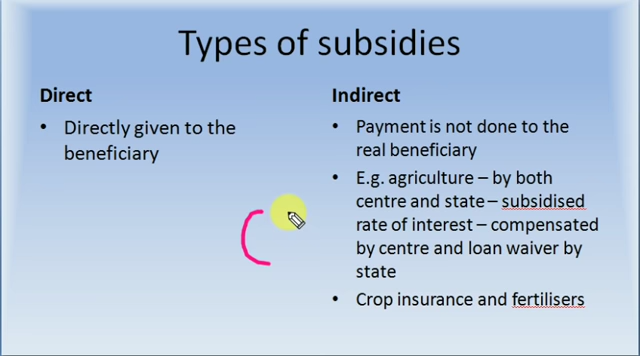 Types of subsidies
Direct
• Directly given to the
beneficiary
Indirect
• Payment is not done to the
real beneficiary
• E.g. agriculture – by both
centre and state – subsidised
rate of interest – compensated
by centre and loan waiver by
state
• Crop insurance and fertilisers